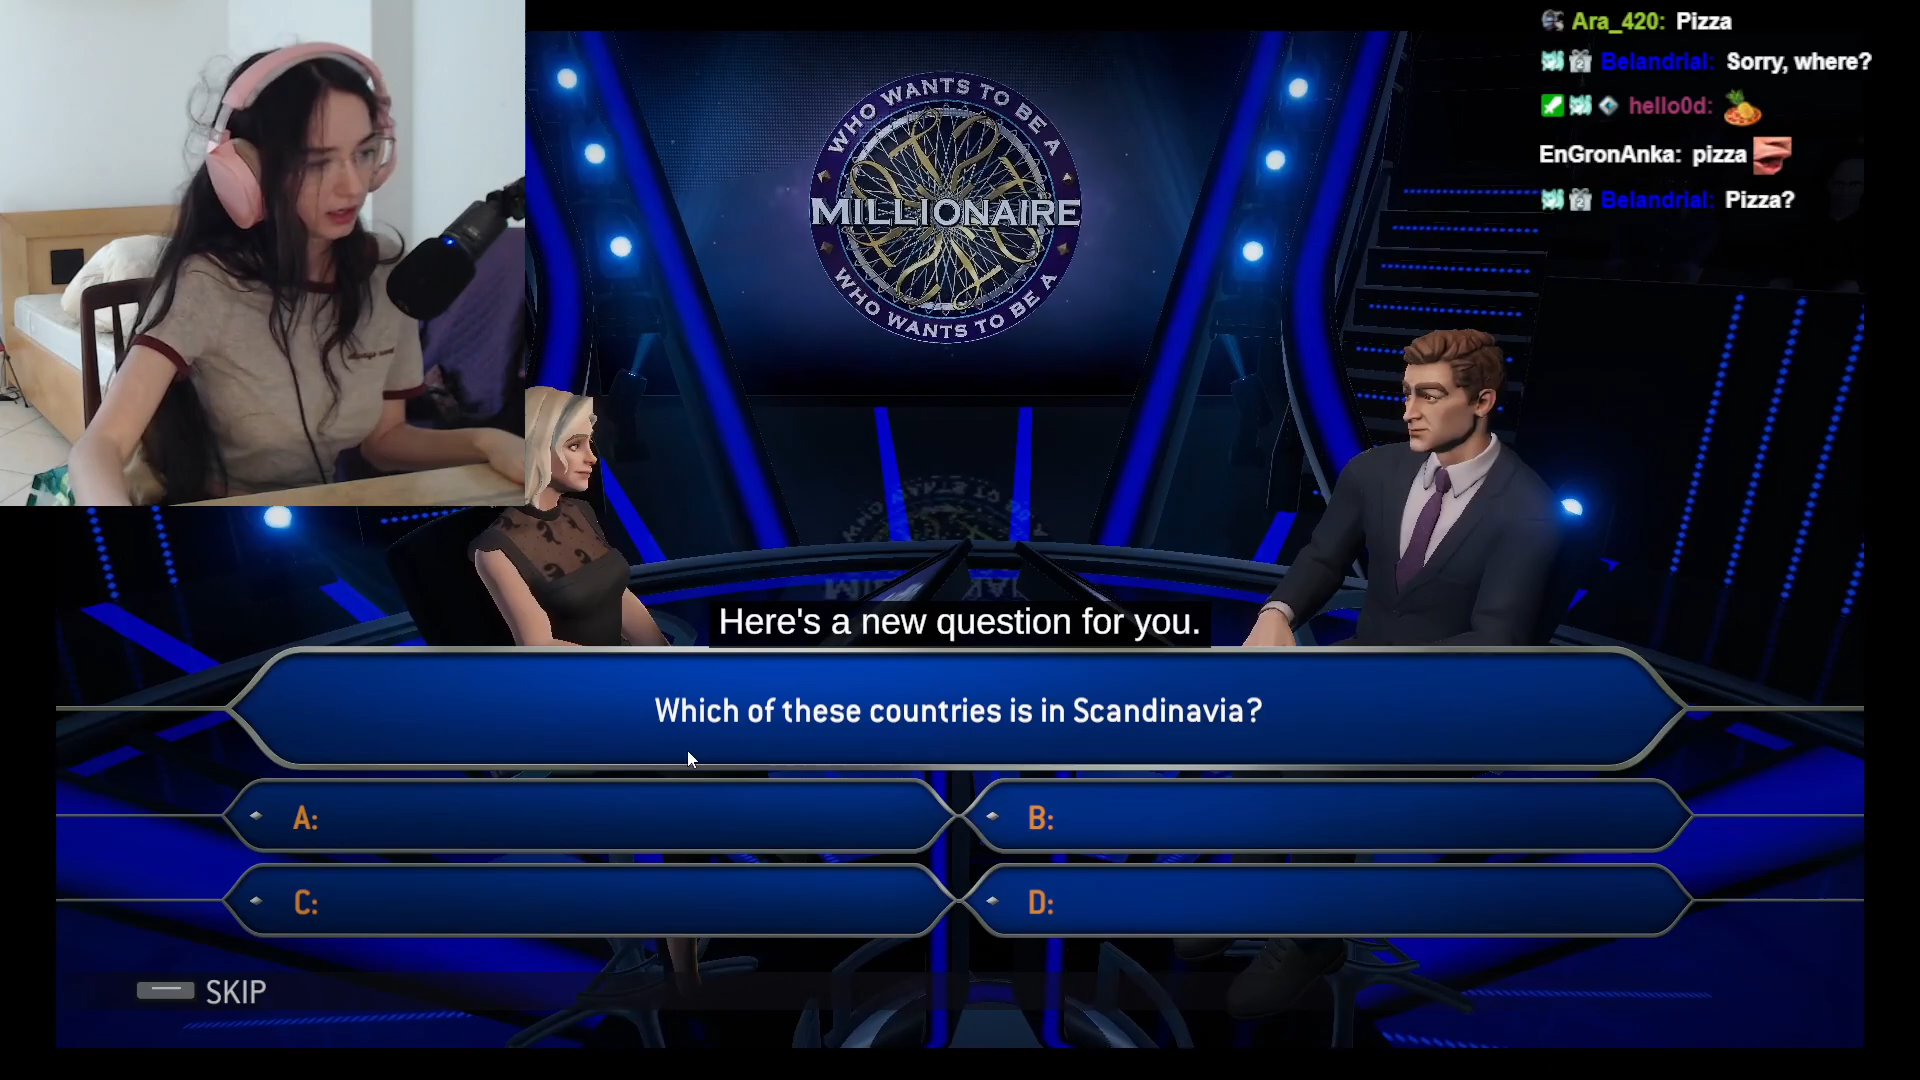 Ara_420: Pizza
Belandrial: Sorry, where?
hello0d:
EnGronAnka: pizza
Belandrial: Pizza?
WHO WANTS TO BE A
MILLIONAIRE
WHO WANTS TO BE A
Here's a new question for you.
Which of these countries is in Scandinavia?
A:
B:
C:
D:
SKIP